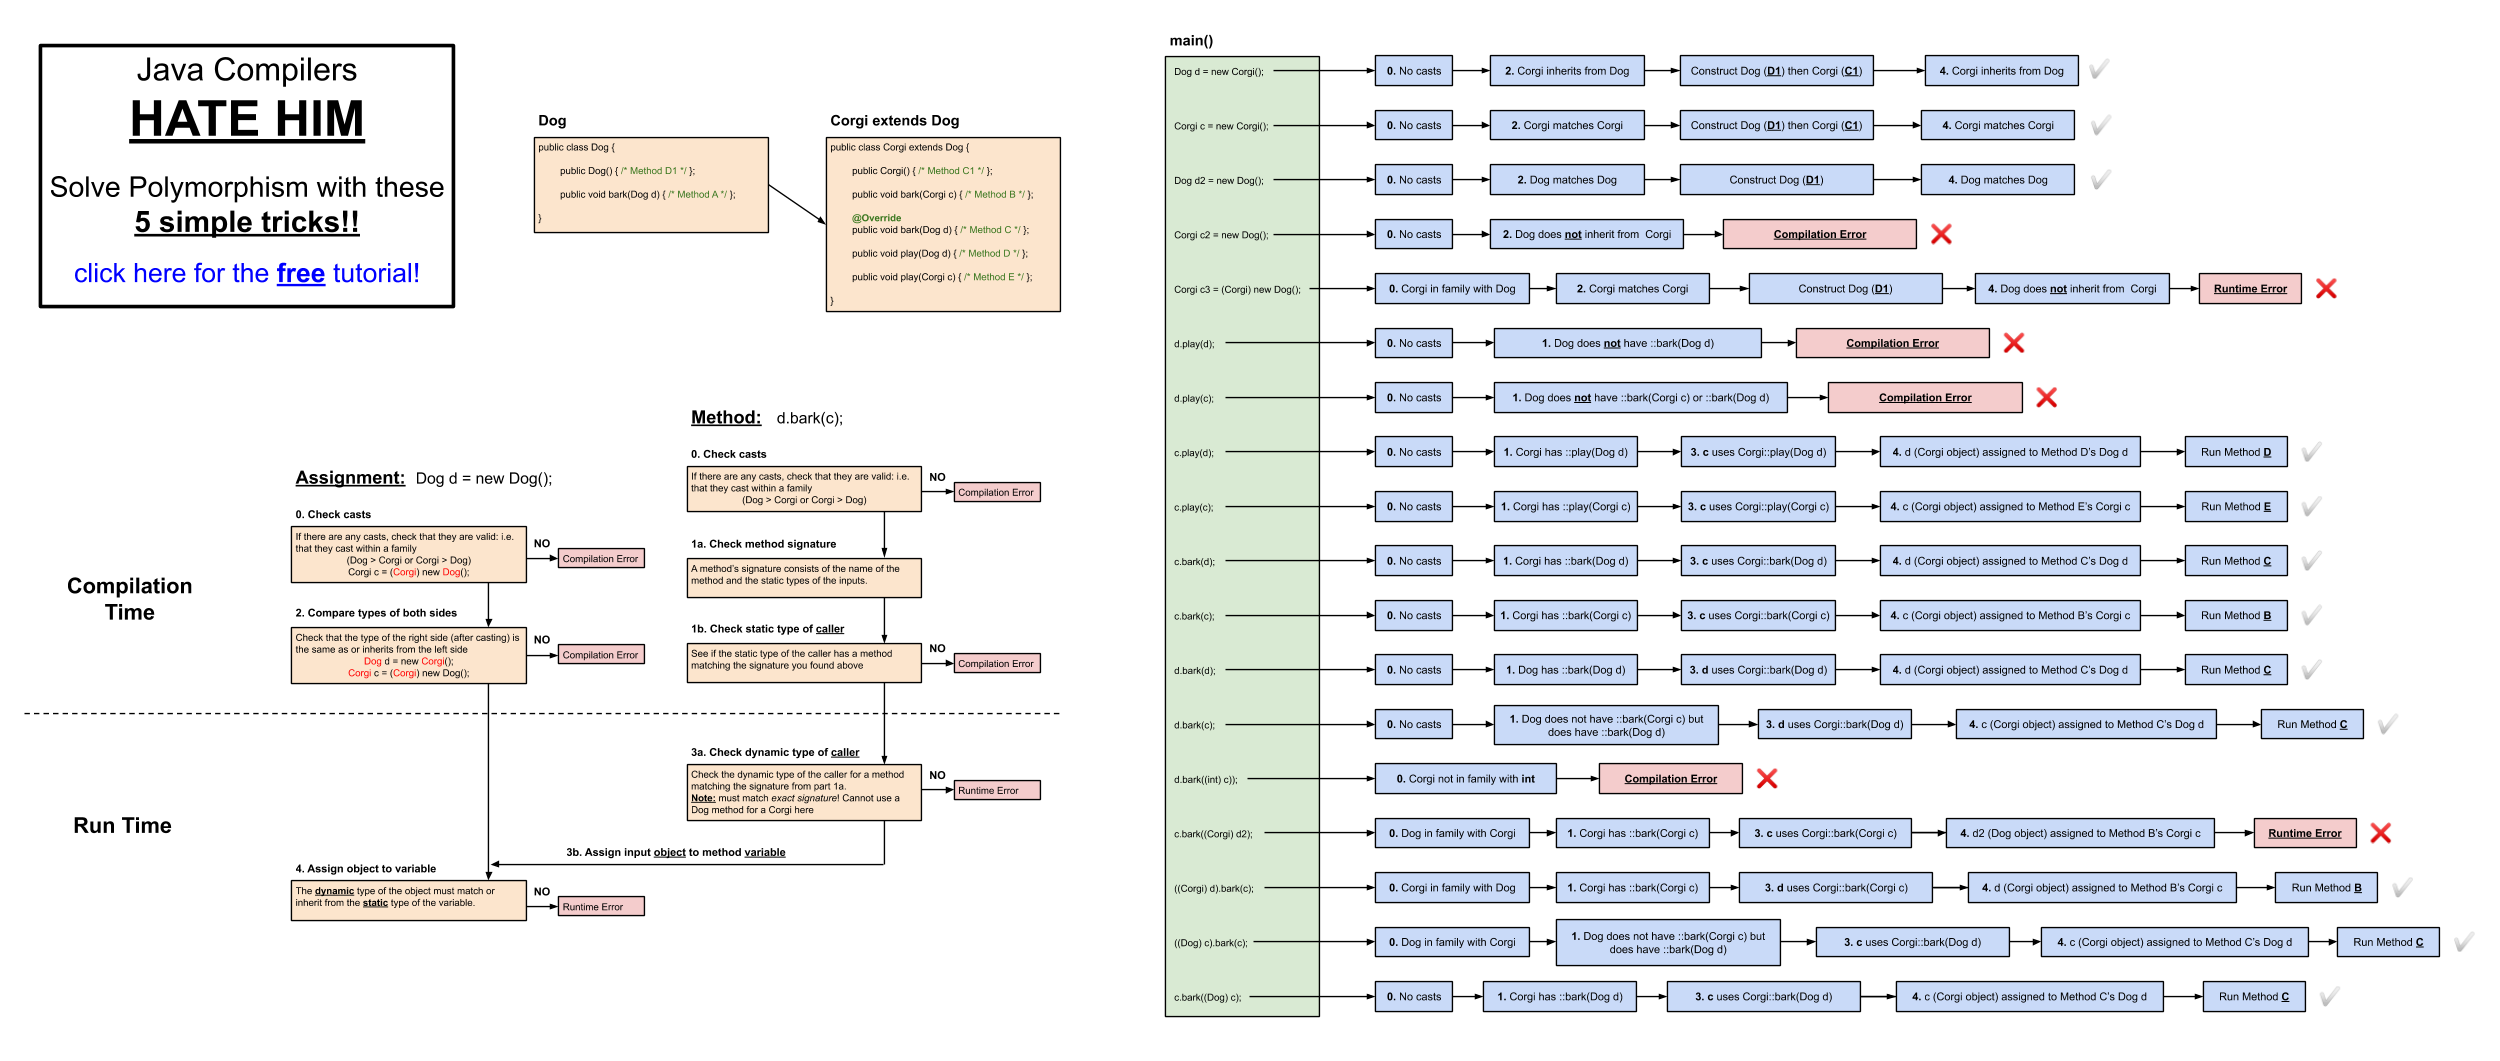 Java Compilers
HATE HIM
Solve Polymorphism with these
5 simple tricks!!
click here for the free tutorial!
Dog
public class Dog {
public Dog() { /* Method D1 */ };
public void bark(Dog d) { /* Method A */ };
}
Corgi extends Dog
public class Corgi extends Dog {
public Corgi() { /* Method C1 */ };
public void bark(Corgi c) { /* Method B */ };
@Override
public void bark(Dog d) { /* Method C */ };
public void play(Dog d) { /* Method D */ };
public void play(Corgi c) { /* Method E */ };
}
Compilation
Time
Run Time
Assignment: Dog d = new Dog();
0. Check casts
If there are any casts, check that they are valid: i.e.
that they cast within a family
(Dog > Corgi or Corgi > Dog)
Corgi c = (Corgi) new Dog();
NO
Compilation Error
2. Compare types of both sides
Check that the type of the right side (after casting) is
the same as or inherits from the left side
Dog d = new Corgi();
Corgi c = (Corgi) new Dog();
NO
Compilation Error
4. Assign object to variable
The dynamic type of the object must match or
inherit from the static type of the variable.
NO
Runtime Error
Method: d.bark(c);
0. Check casts
If there are any casts, check that they are valid: i.e.
that they cast within a family
(Dog > Corgi or Corgi > Dog)
NO
Compilation Error
1a. Check method signature
A method's signature consists of the name of the
method and the static types of the inputs.
1b. Check static type of caller
See if the static type of the caller has a method
matching the signature you found above
NO
Compilation Error
3a. Check dynamic type of caller
Check the dynamic type of the caller for a method
matching the signature from part 1a.
Note: must match exact signature! Cannot use a
Dog method for a Corgi here
NO
Runtime Error
3b. Assign input object to method variable
main()
Dog d = new Corgi();
0. No casts
2. Corgi inherits from Dog
Construct Dog (D1) then Corgi (C1)
4. Corgi inherits from Dog
Corgi c = new Corgi();
0. No casts
2. Corgi matches Corgi
Construct Dog (D1) then Corgi (C1)
4. Corgi matches Corgi
Dog d2 = new Dog();
0. No casts
2. Dog matches Dog
Construct Dog (D1)
4. Dog matches Dog
Corgi c2 = new Dog();
0. No casts
2. Dog does not inherit from Corgi
Compilation Error
Corgi c3 = (Corgi) new Dog();
0. Corgi in family with Dog
2. Corgi matches Corgi
Construct Dog (D1)
4. Dog does not inherit from Corgi
Runtime Error
d.play(d);
0. No casts
1. Dog does not have ::bark(Dog d)
Compilation Error
d.play(c);
0. No casts
1. Dog does not have ::bark(Corgi c) or ::bark(Dog d)
Compilation Error
c.play(d);
0. No casts
1. Corgi has ::play(Dog d)
3. c uses Corgi::play(Dog d)
4. d (Corgi object) assigned to Method D's Dog d
Run Method D
c.play(c);
0. No casts
1. Corgi has ::play(Corgi c)
3. c uses Corgi::play(Corgi c)
4. c (Corgi object) assigned to Method E's Corgi c
Run Method E
c.bark(d);
0. No casts
1. Corgi has ::bark(Dog d)
3. c uses Corgi::bark(Dog d)
4. d (Corgi object) assigned to Method C's Dog d
Run Method C
c.bark(c);
0. No casts
1. Corgi has ::bark(Corgi c)
3. c uses Corgi::bark(Corgi c)
4. c (Corgi object) assigned to Method B's Corgi c
Run Method B
d.bark(d);
0. No casts
1. Dog has ::bark(Dog d)
3. d uses Corgi::bark(Dog d)
4. d (Corgi object) assigned to Method C's Dog d
Run Method C
d.bark(c);
0. No casts
1. Dog does not have ::bark(Corgi c) but
does have ::bark(Dog d)
3. d uses Corgi::bark(Dog d)
4. c (Corgi object) assigned to Method C's Dog d
Run Method C
d.bark((int) c));
0. Corgi not in family with int
Compilation Error
c.bark((Corgi) d2);
0. Dog in family with Corgi
1. Corgi has ::bark(Corgi c)
3. c uses Corgi::bark(Corgi c)
4. d2 (Dog object) assigned to Method B's Corgi c
Runtime Error
((Corgi) d).bark(c);
0. Corgi in family with Dog
1. Corgi has ::bark(Corgi c)
3. d uses Corgi::bark(Corgi c)
4. d (Corgi object) assigned to Method B's Corgi c
Run Method B
((Dog) c).bark(c);
0. Dog in family with Corgi
1. Dog does not have ::bark(Corgi c) but
does have ::bark(Dog d)
3. c uses Corgi::bark(Dog d)
4. c (Corgi object) assigned to Method C's Dog d
Run Method C
c.bark((Dog) c);
0. No casts
1. Corgi has ::bark(Dog d)
3. c uses Corgi::bark(Dog d)
4. c (Corgi object) assigned to Method C's Dog d
Run Method C